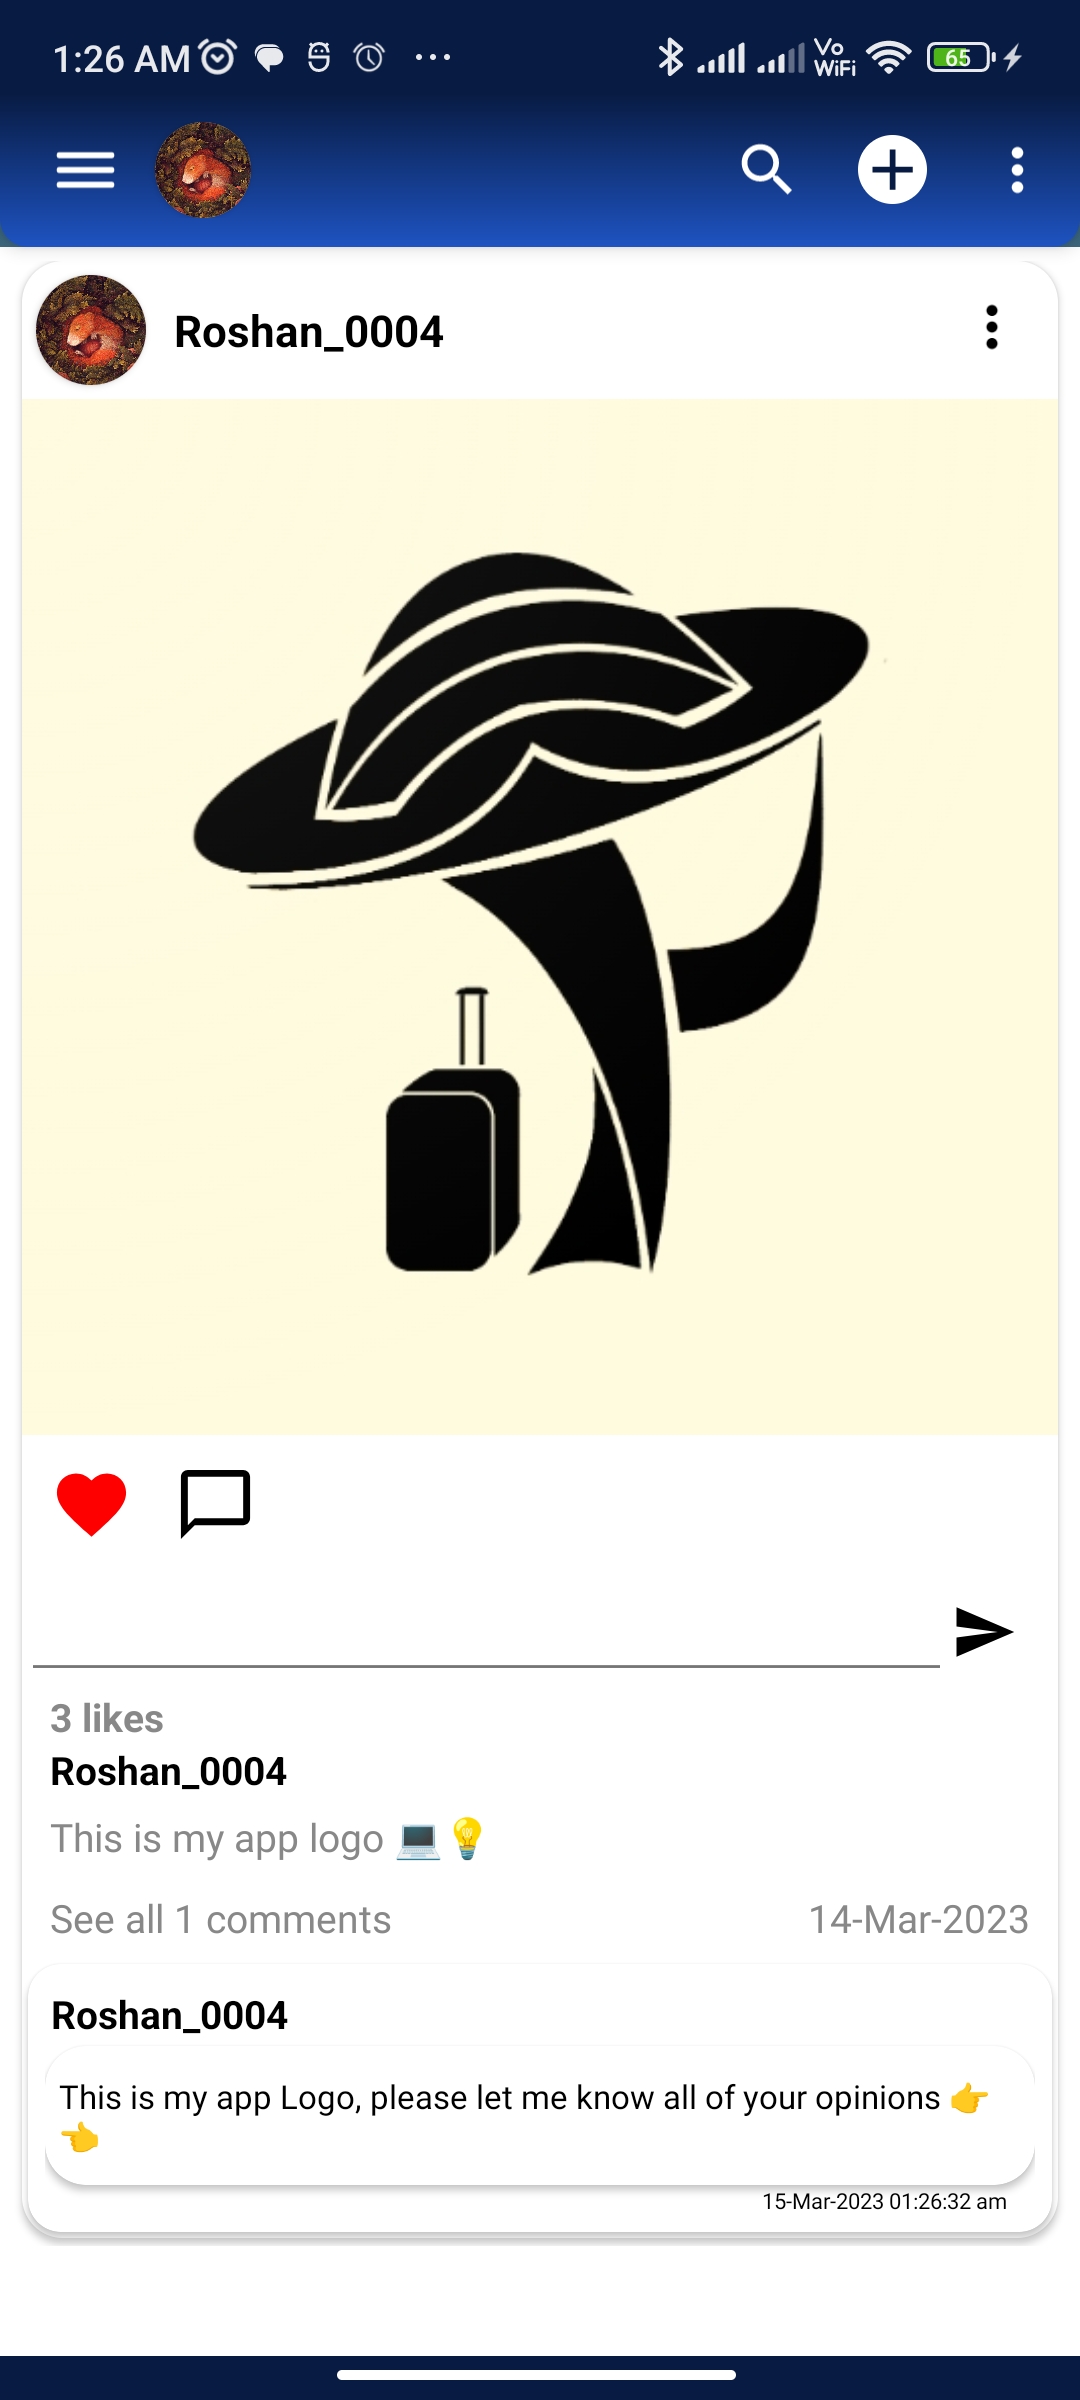 1:26 AM
Vo
WiFi
65
Roshan_0004
3 likes
Roshan_0004
This is my app logo 💻💡
See all 1 comments
14-Mar-2023
Roshan_0004
This is my app Logo, please let me know all of your opinions 👉
👈
15-Mar-2023 01:26:32 am